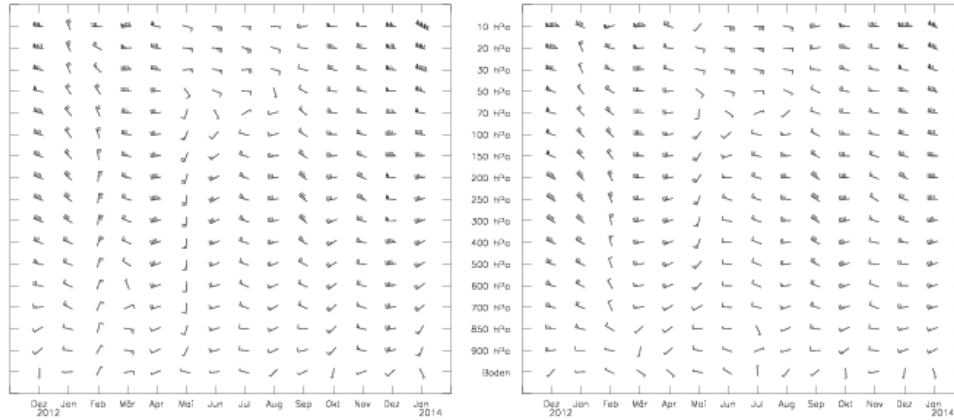 10 hPa
20 hPa
30 hPa
50 hPa
70 hPa
100 hPa
150 hPa
200 hPa
250 hPa
300 hPa
400 hPa
500 hPa
600 hPa
700 hPa
850 hPa
900 hPa
Boden
Dez Jan Feb Mär Apr Mai Jun Jul Aug Sep Okt Nov Dez Jan
2012 2014
Dez Jan Feb Mär Apr Mai Jun Jul Aug Sep Okt Nov Dez Jan
2012 2014